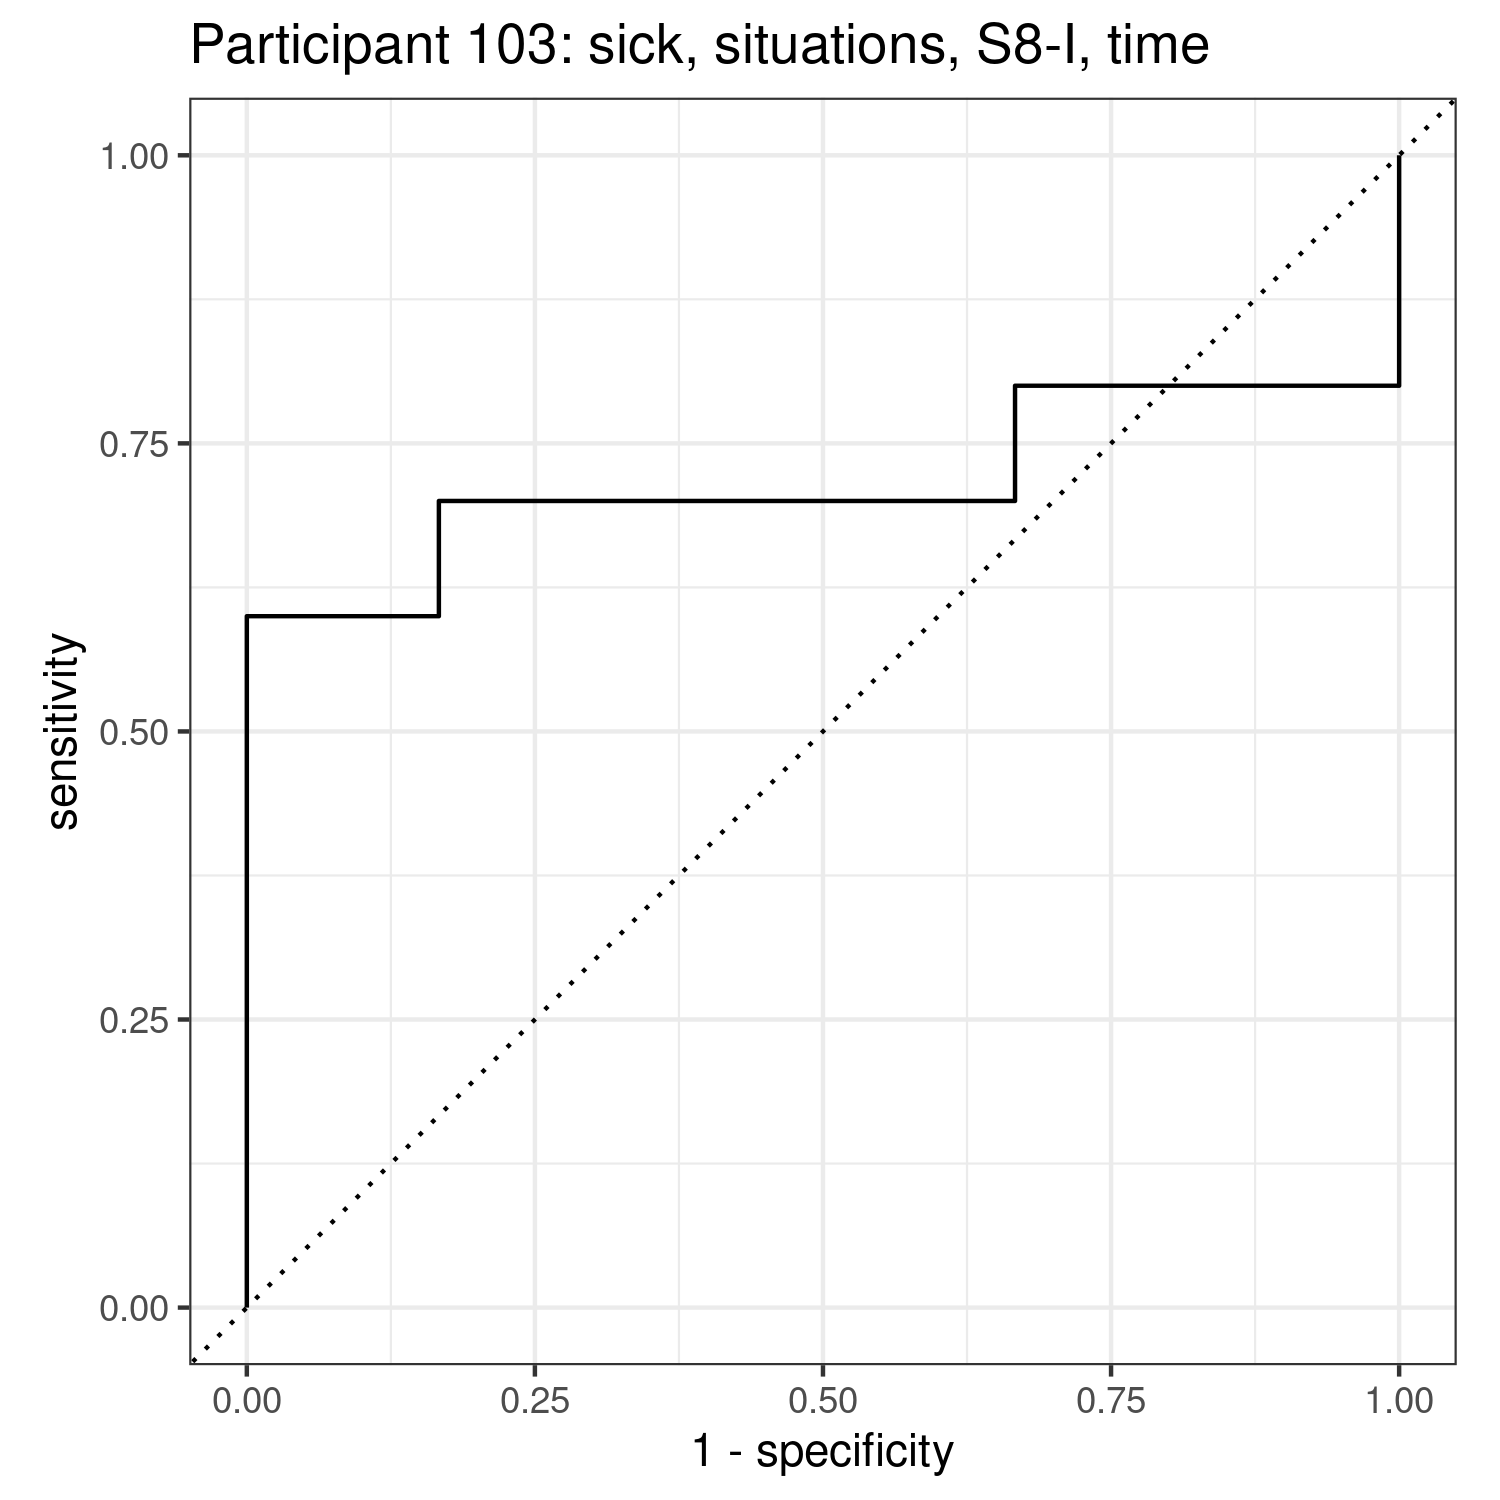 Participant 103: sick, situations, S8-I, time
1.00
0.75
0.50
0.25
0.00
sensitivity
0.00 0.25 0.50 0.75 1.00
1 - specificity